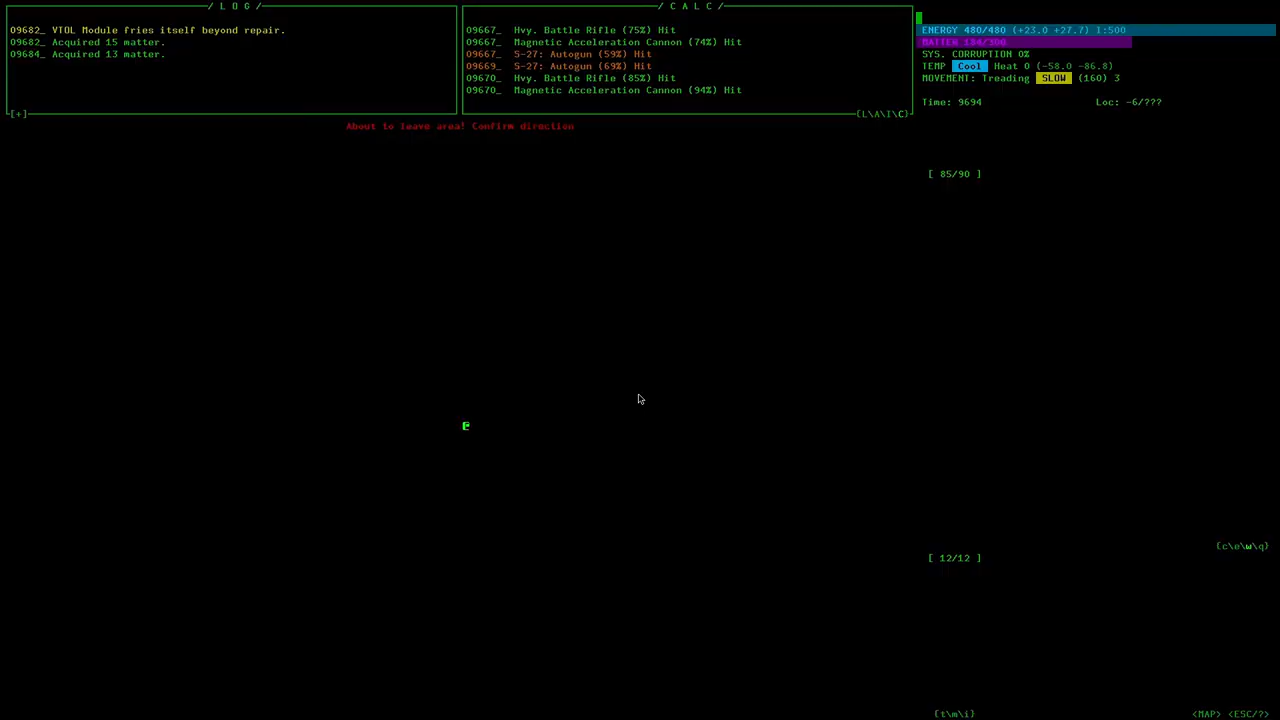 / L O G /
/ C A L C /
09682_ VTOL Module fries itself beyond repair.
09682_ Acquired 15 matter.
09684_ Acquired 13 matter.
[+]
09667_ Hvy. Battle Rifle (75%) Hit
09667_ Magnetic Acceleration Cannon (74%) Hit
09667_ S-27: Autogun (59%) Hit
09669_ S-27: Autogun (69%) Hit
09670_ Hvy. Battle Rifle (85%) Hit
09670_ Magnetic Acceleration Cannon (94%) Hit
{L\A\I\C}
ENERGY 480/480 (+23.0 +27.7) I:500
MATTER 184/300
SYS. CORRUPTION 0%
TEMP Cool Heat 0 (-58.0 -86.8)
MOVEMENT: Treading SLOW (160) 3
Time: 9694 Loc: -6/???
About to leave area! Confirm direction
[ 85/90 ]
{c\e\w\q}
[ 12/12 ]
{t\m\i}
<MAP> <ESC/?>